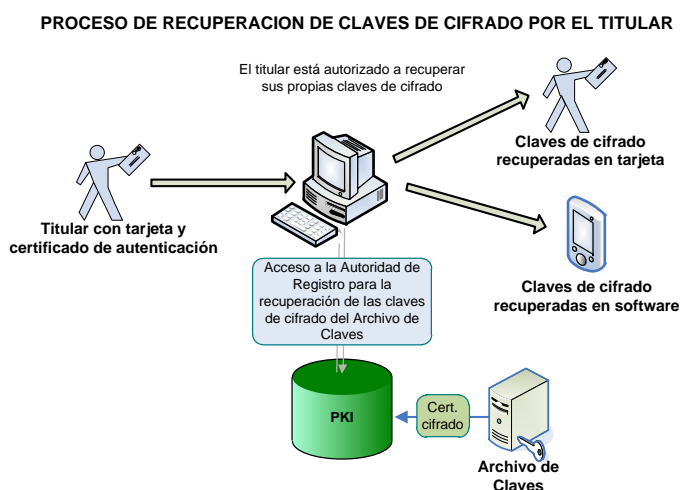 PROCESO DE RECUPERACION DE CLAVES DE CIFRADO POR EL TITULAR
El titular está autorizado a recuperar
sus propias claves de cifrado
Claves de cifrado
recuperadas en tarjeta
Titular con tarjeta y
certificado de autenticación
Acceso a la Autoridad de
Registro para la
recuperación de las claves
de cifrado del Archivo de
Claves
Claves de cifrado
recuperadas en software
PKI
Cert.
cifrado
Archivo de
Claves